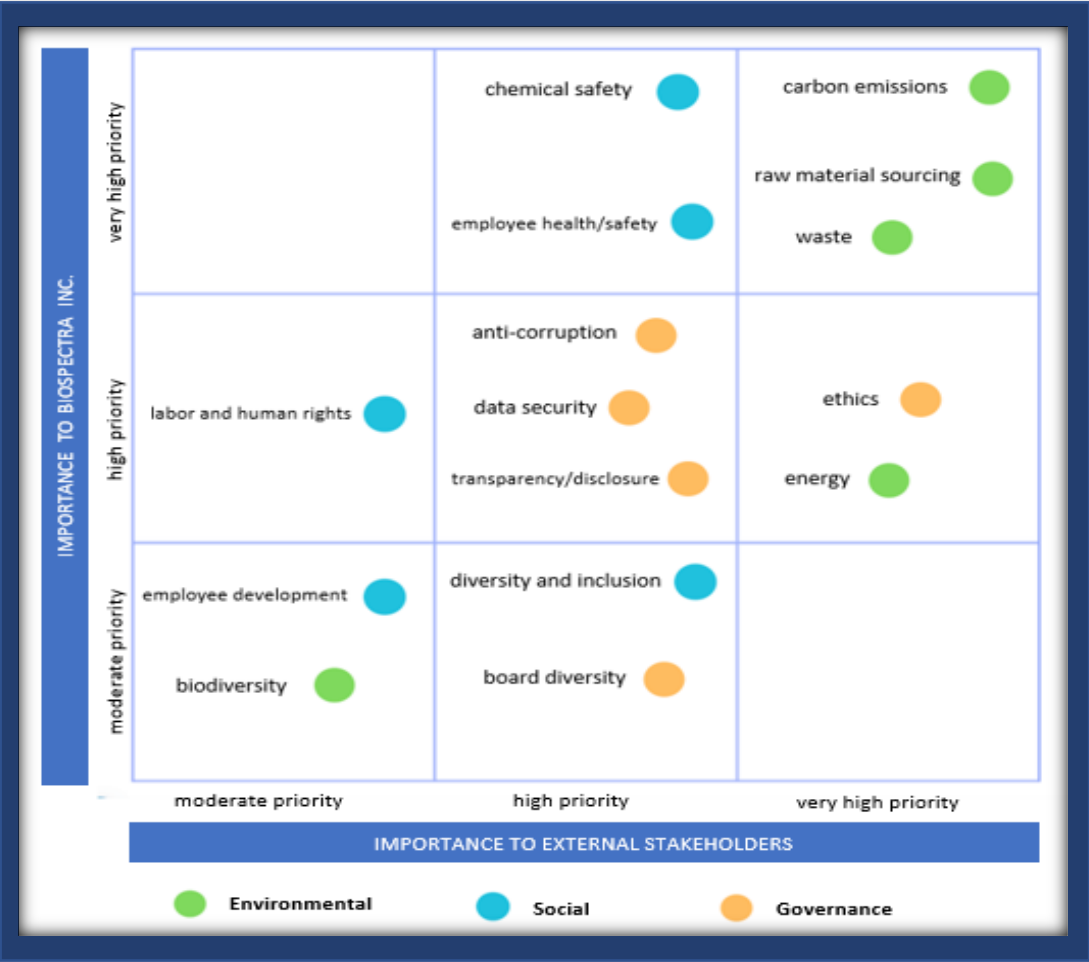 IMPORTANCE TO BIOSPECTRA INC.
very high priority
high priority
moderate priority
chemical safety
carbon emissions
raw material sourcing
employee health/safety
waste
anti-corruption
labor and human rights
data security
ethics
transparency/disclosure
energy
employee development
diversity and inclusion
biodiversity
board diversity
moderate priority
high priority
very high priority
IMPORTANCE TO EXTERNAL STAKEHOLDERS
Environmental
Social
Governance